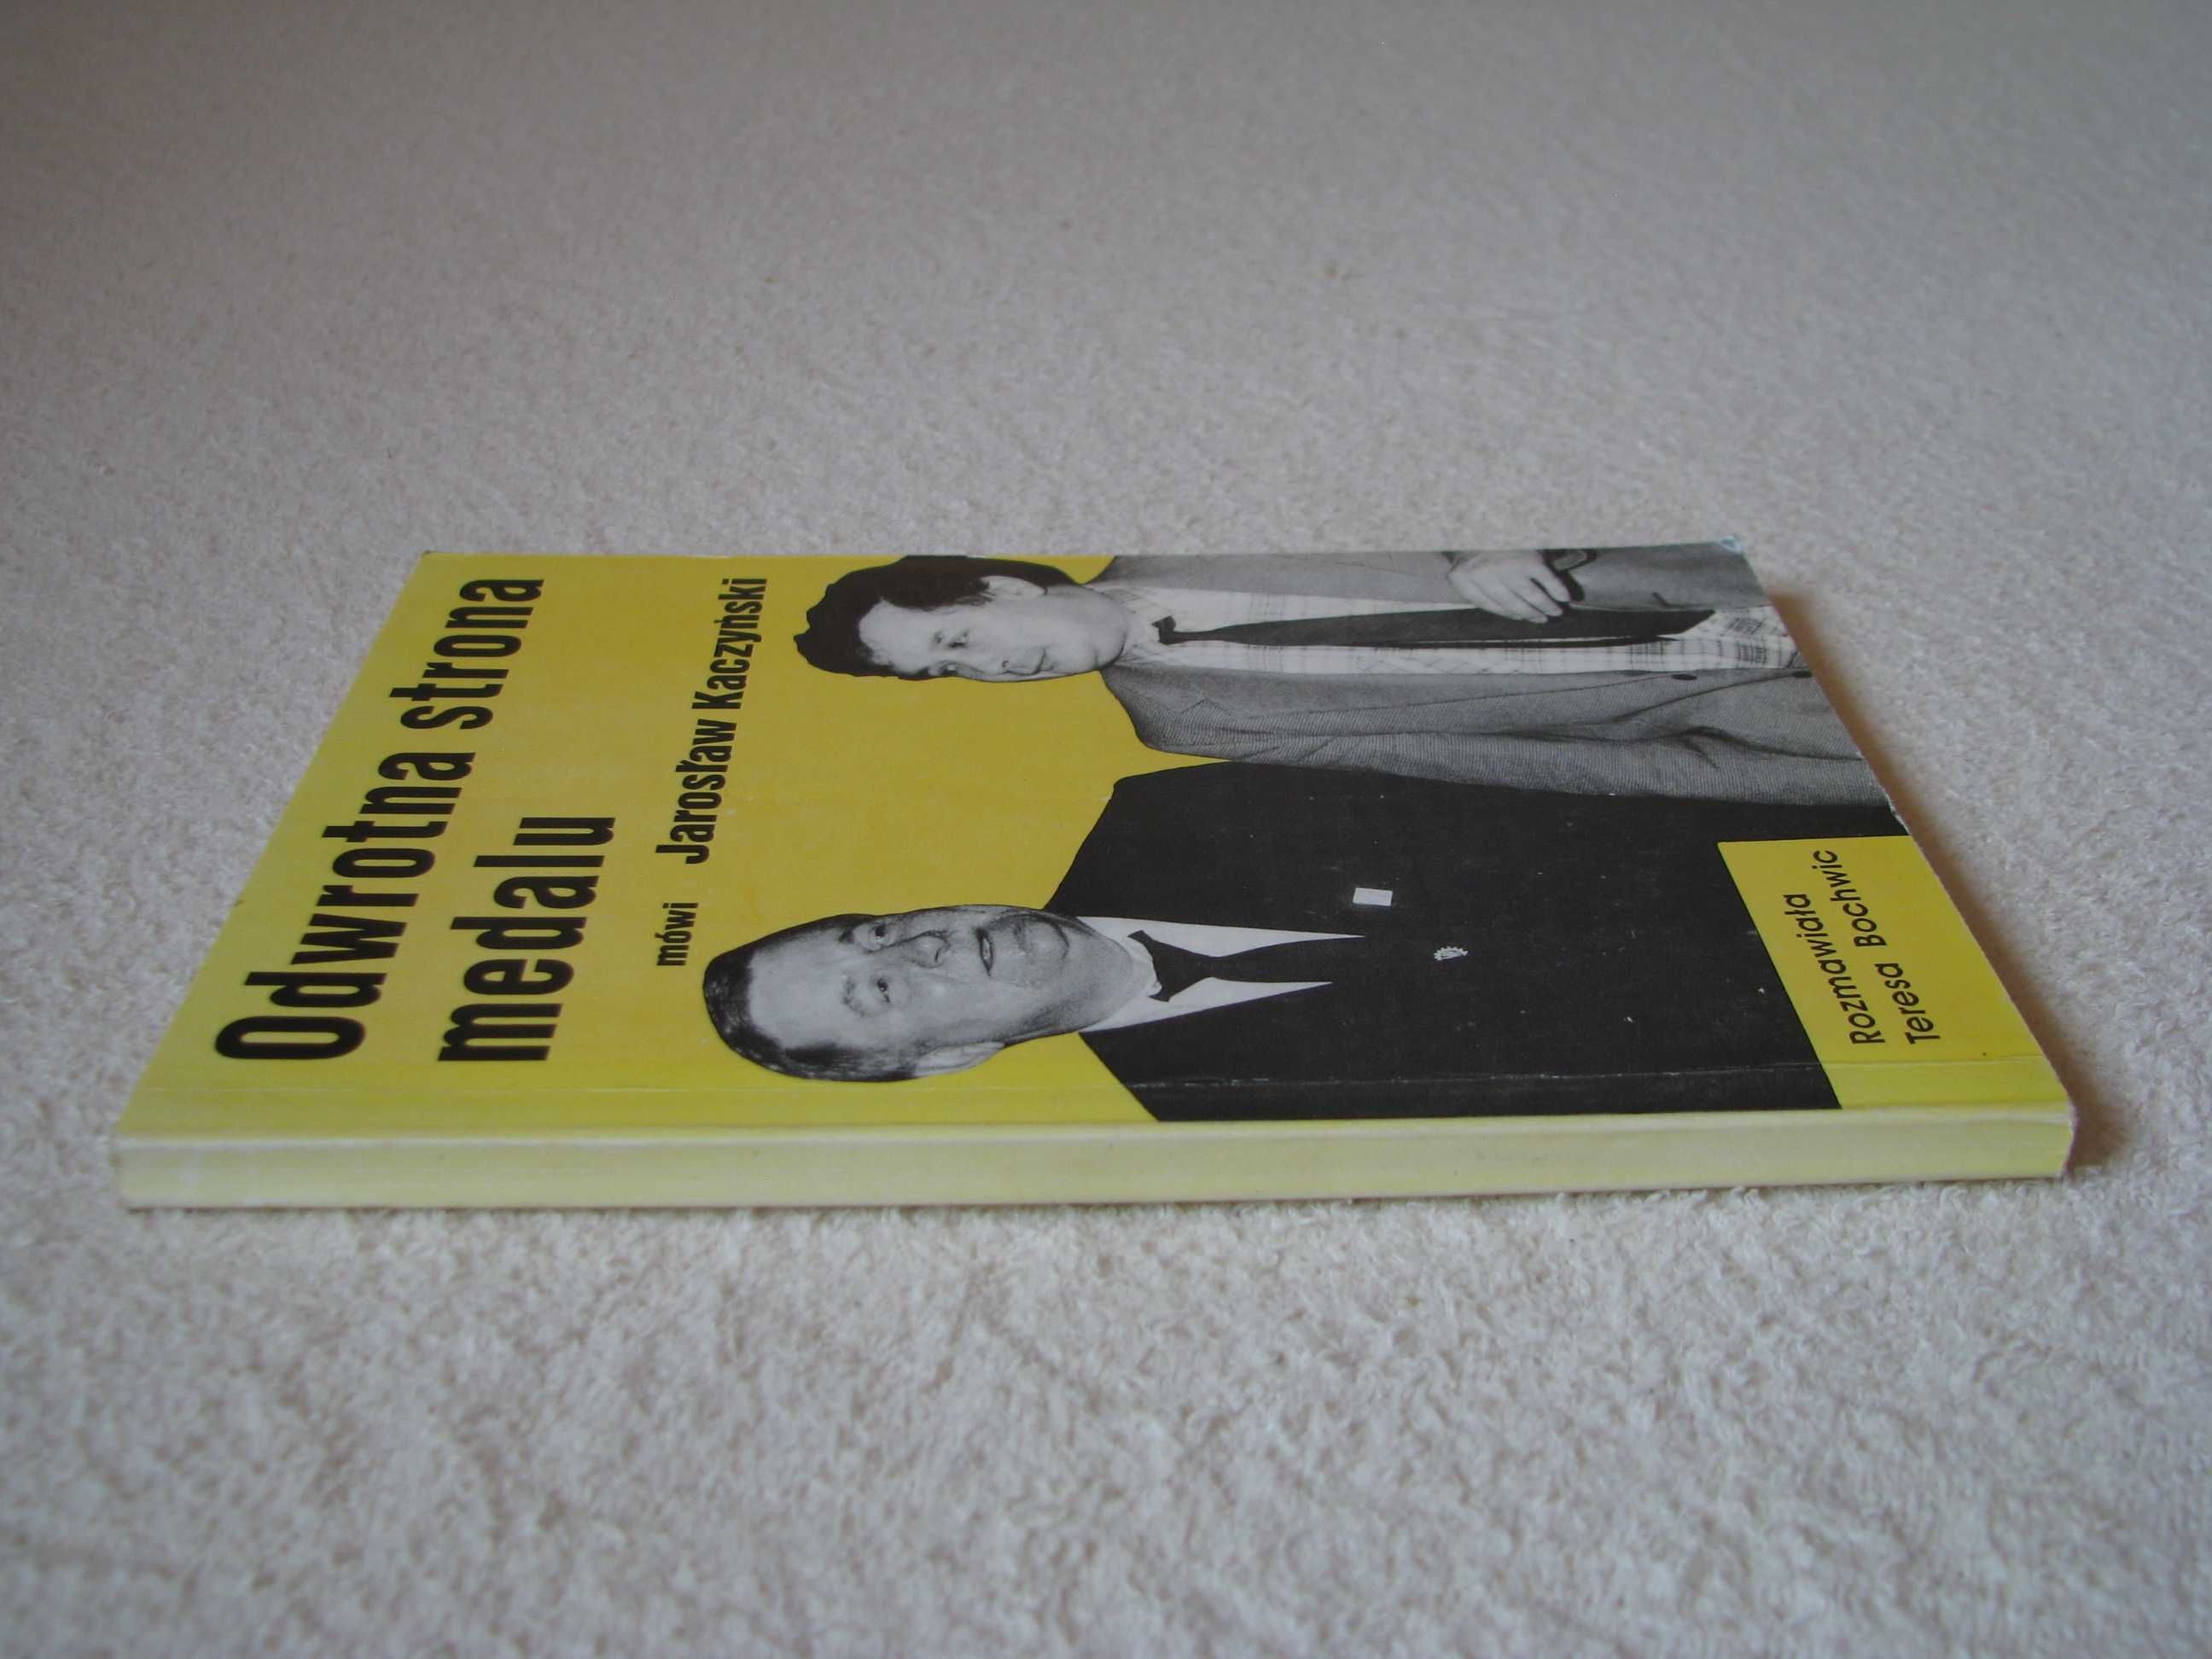 Odwrotna strona
medalu
mówi Jarosław Kaczyński
Rozmawiała
Teresa Bochwic